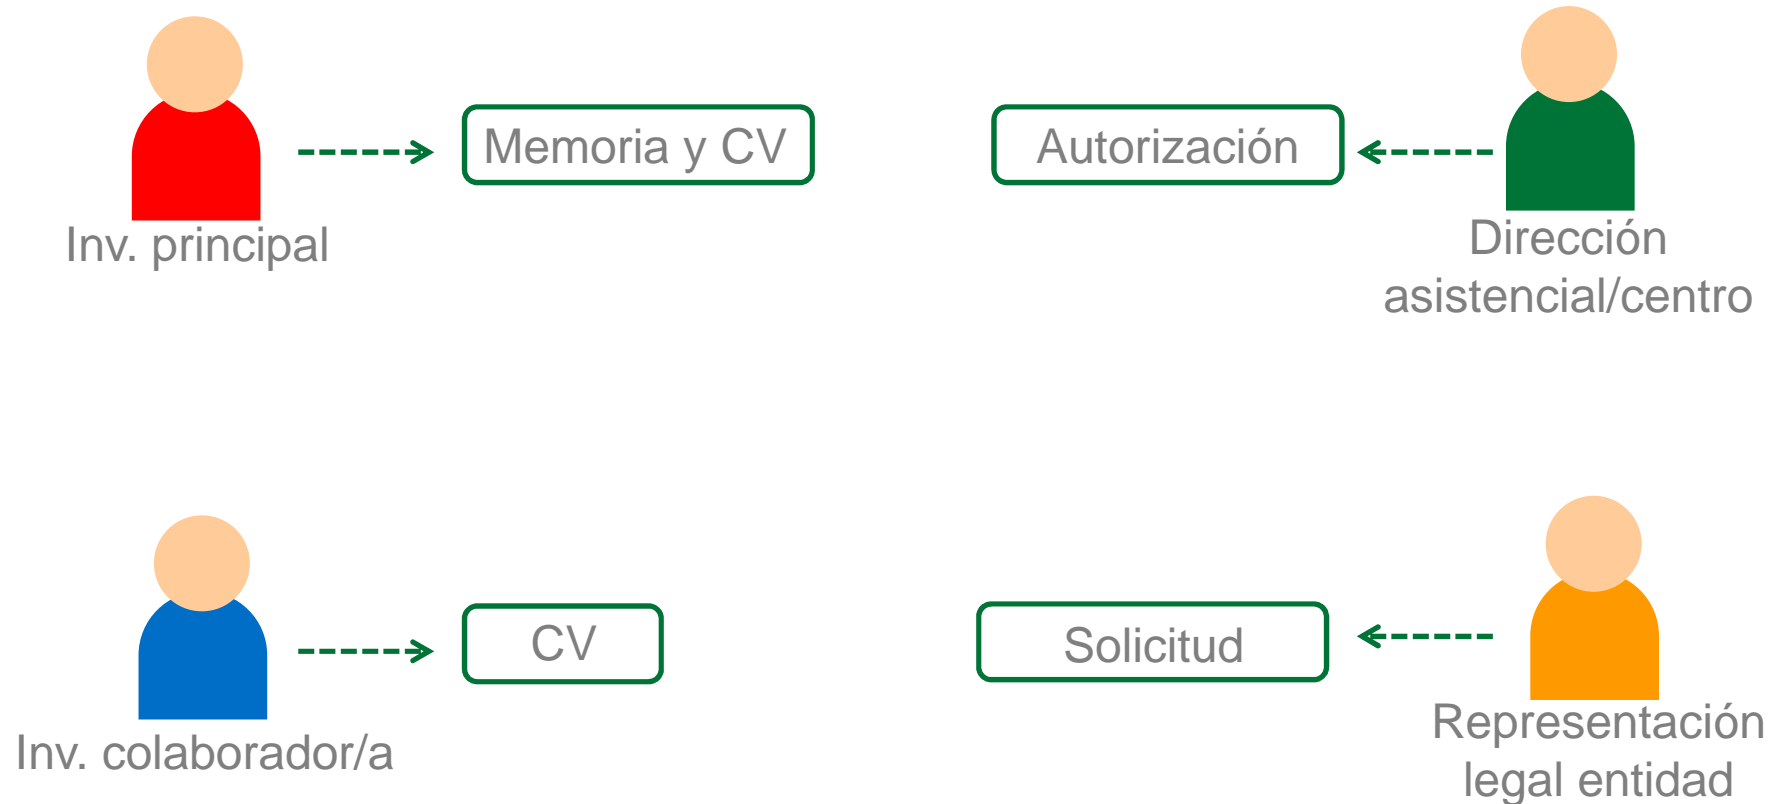 Memoria y CV
Autorización
Inv. principal
Dirección
asistencial/centro
CV
Solicitud
Inv. colaborador/a
Representación
legal entidad